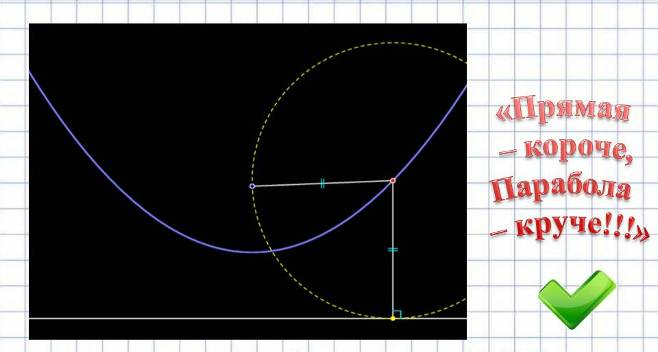 «Прямая
– короче,
Парабола
– круче!!!»